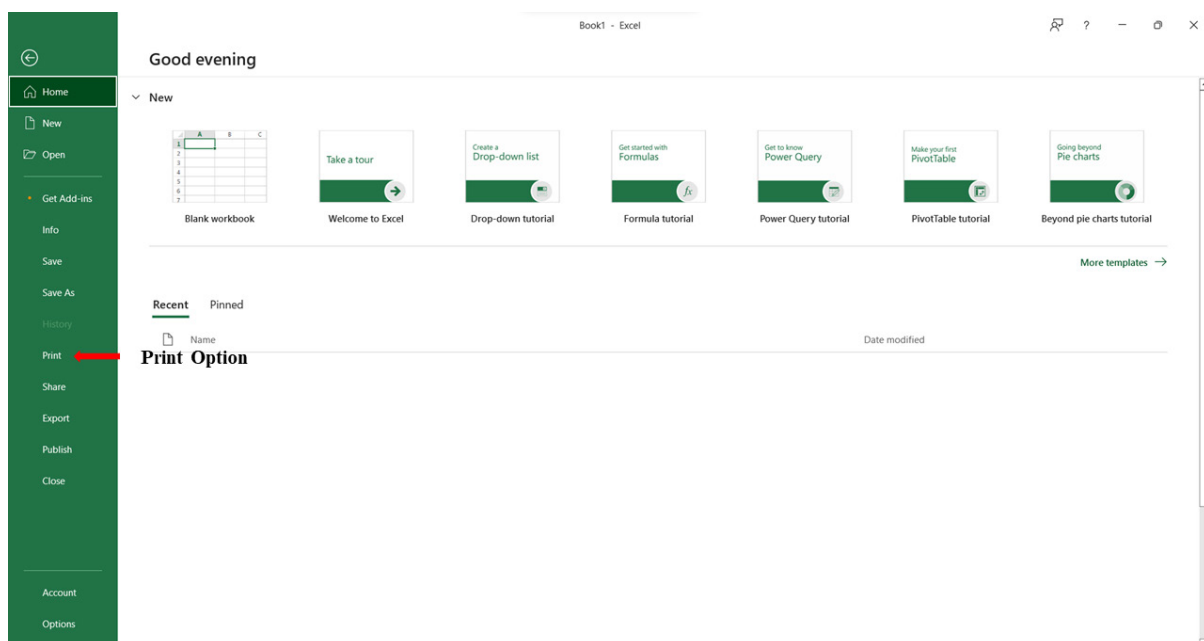 Book1 - Excel
?
Good evening
Home
New
Open
Get Add-ins
Info
Save
Save As
History
Print
Share
Export
Publish
Close
Account
Options
New
A B C
1
2
3
4
5
6
7
Blank workbook
Take a tour
Welcome to Excel
Create a
Drop-down list
Drop-down tutorial
Get started with
Formulas
fx
Formula tutorial
Get to know
Power Query
Power Query tutorial
Make your first
PivotTable
PivotTable tutorial
Going beyond
Pie charts
Beyond pie charts tutorial
More templates
Recent Pinned
Name Date modified
Print Option